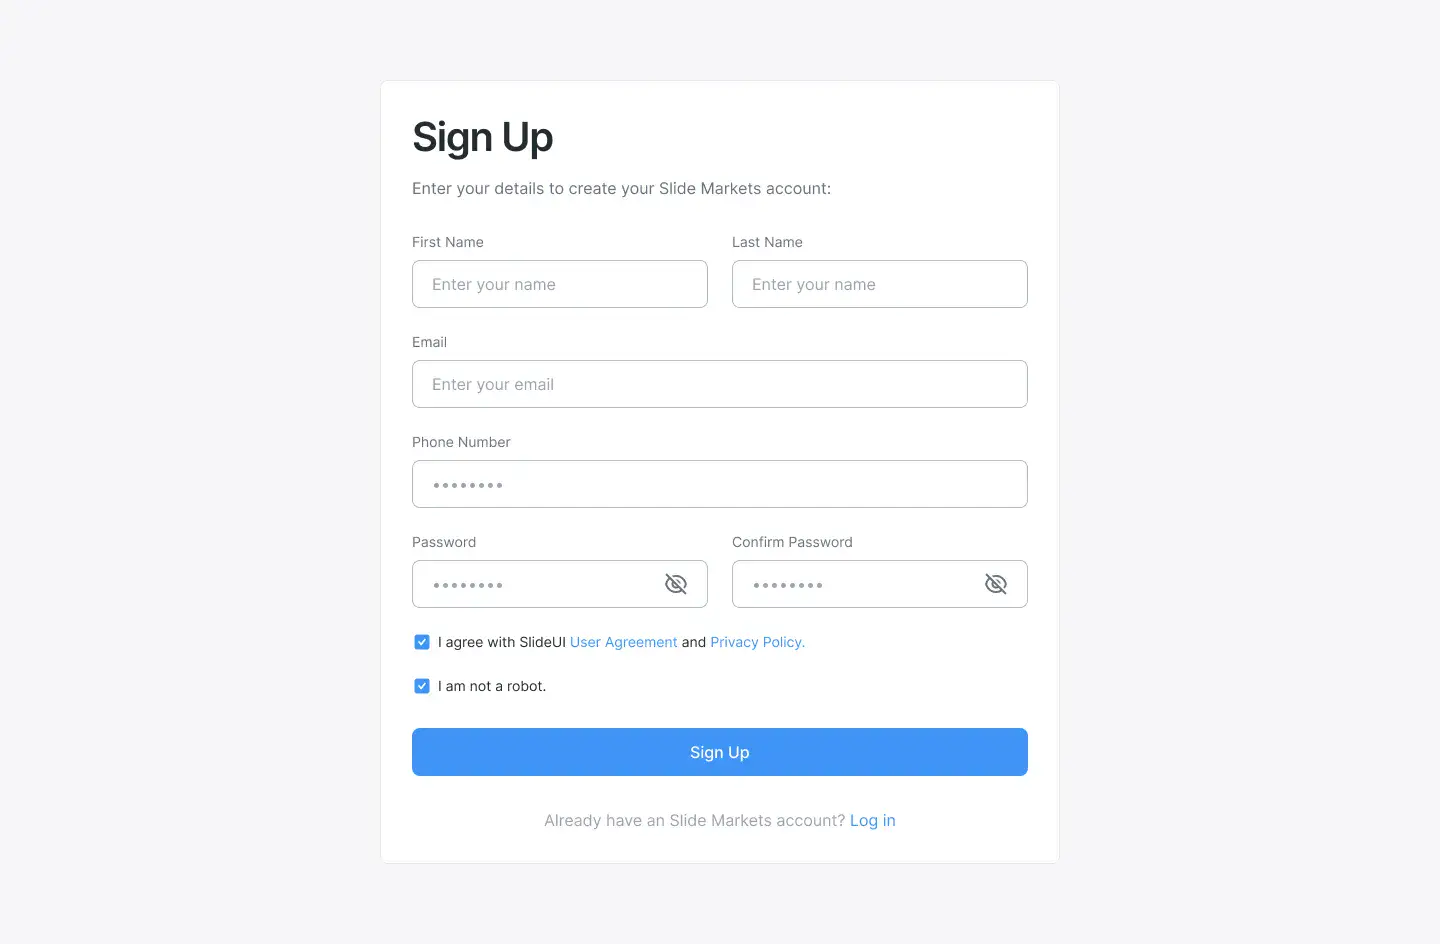 Sign Up
Enter your details to create your Slide Markets account:
First Name
Last Name
Enter your name
Enter your name
Email
Enter your email
Phone Number
••••••••
Password
Confirm Password
••••••••
••••••••
I agree with SlideUI User Agreement and Privacy Policy.
I am not a robot.
Sign Up
Already have an Slide Markets account? Log in